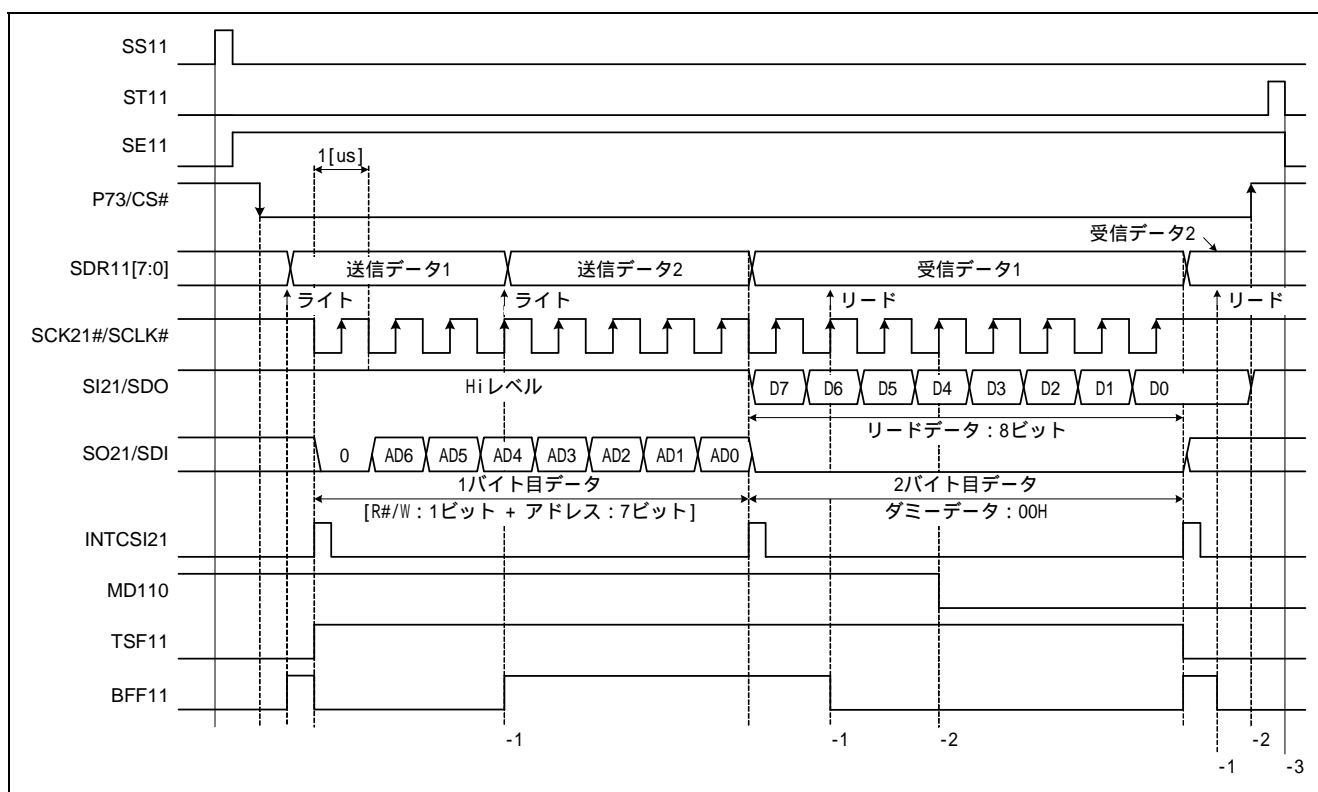 SS11
ST11
SE11
1[us]
P73/CS#
受信データ2
SDR11[7:0]
送信データ1
送信データ2
受信データ1
ライト
ライト
リード
リード
SCK21#/SCLK#
SI21/SDO
Hiレベル
D7
D6
D5
D4
D3
D2
D1
D0
リードデータ：8ビット
SO21/SDI
0
AD6
AD5
AD4
AD3
AD2
AD1
AD0
1バイト目データ
2バイト目データ
[R#/W：1ビット + アドレス：7ビット]
ダミーデータ：00H
INTCSI21
MD110
TSF11
BFF11
-1
-1
-2
-2
-1
-3